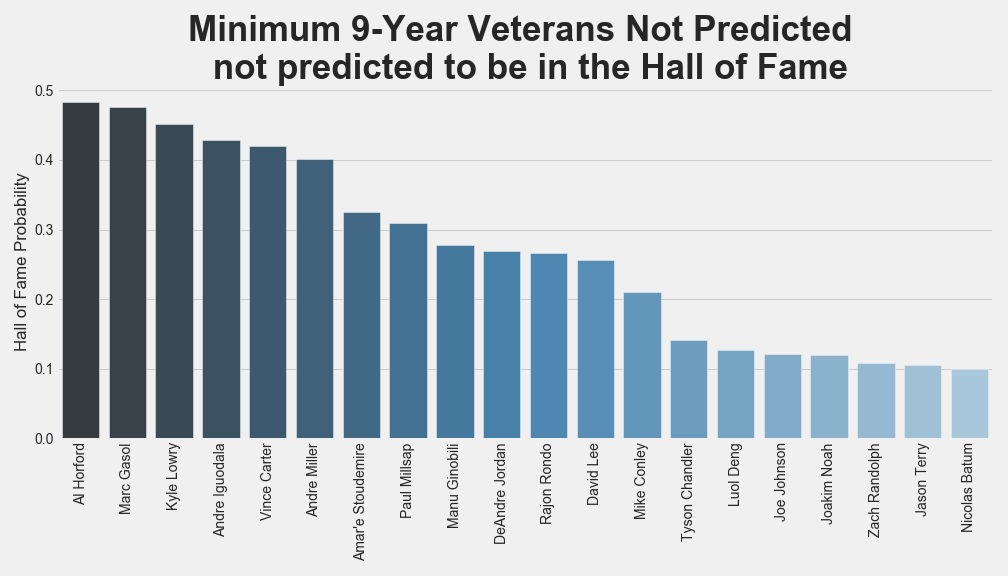 Minimum 9-Year Veterans Not Predicted
not predicted to be in the Hall of Fame
Hall of Fame Probability
0.5
0.4
0.3
0.2
0.1
0.0
Al Horford
Marc Gasol
Kyle Lowry
Andre Iguodala
Vince Carter
Andre Miller
Amar'e Stoudemire
Paul Millsap
Manu Ginobili
DeAndre Jordan
Rajon Rondo
David Lee
Mike Conley
Tyson Chandler
Luol Deng
Joe Johnson
Joakim Noah
Zach Randolph
Jason Terry
Nicolas Batum